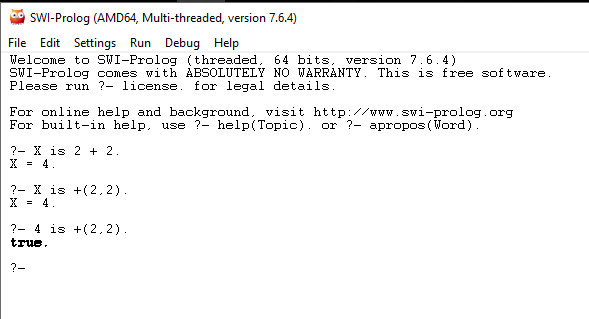 SWI-Prolog (AMD64, Multi-threaded, version 7.6.4)
File Edit Settings Run Debug Help
Welcome to SWI-Prolog (threaded, 64 bits, version 7.6.4)
SWI-Prolog comes with ABSOLUTELY NO WARRANTY. This is free software.
Please run ?- license. for legal details.
For online help and background, visit http://www.swi-prolog.org
For built-in help, use ?- help(Topic). or ?- apropos(Word).
?- X is 2 + 2.
X = 4.
?- X is +(2,2).
X = 4.
?- 4 is +(2,2).
true.
?-